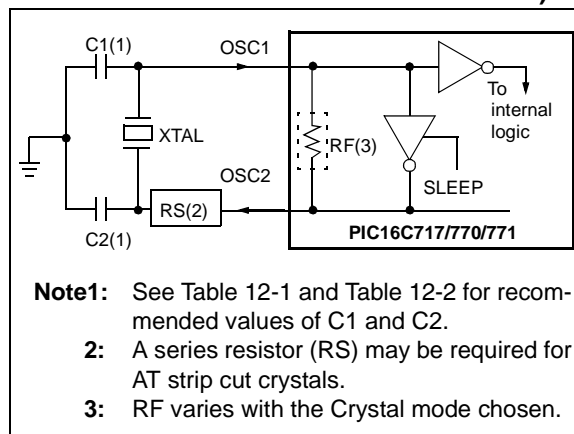 C1(1)
OSC1
To
internal
logic
XTAL
RF(3)
OSC2
SLEEP
RS(2)
C2(1)
PIC16C717/770/771
Note1: See Table 12-1 and Table 12-2 for recom-
mended values of C1 and C2.
2: A series resistor (RS) may be required for
AT strip cut crystals.
3: RF varies with the Crystal mode chosen.